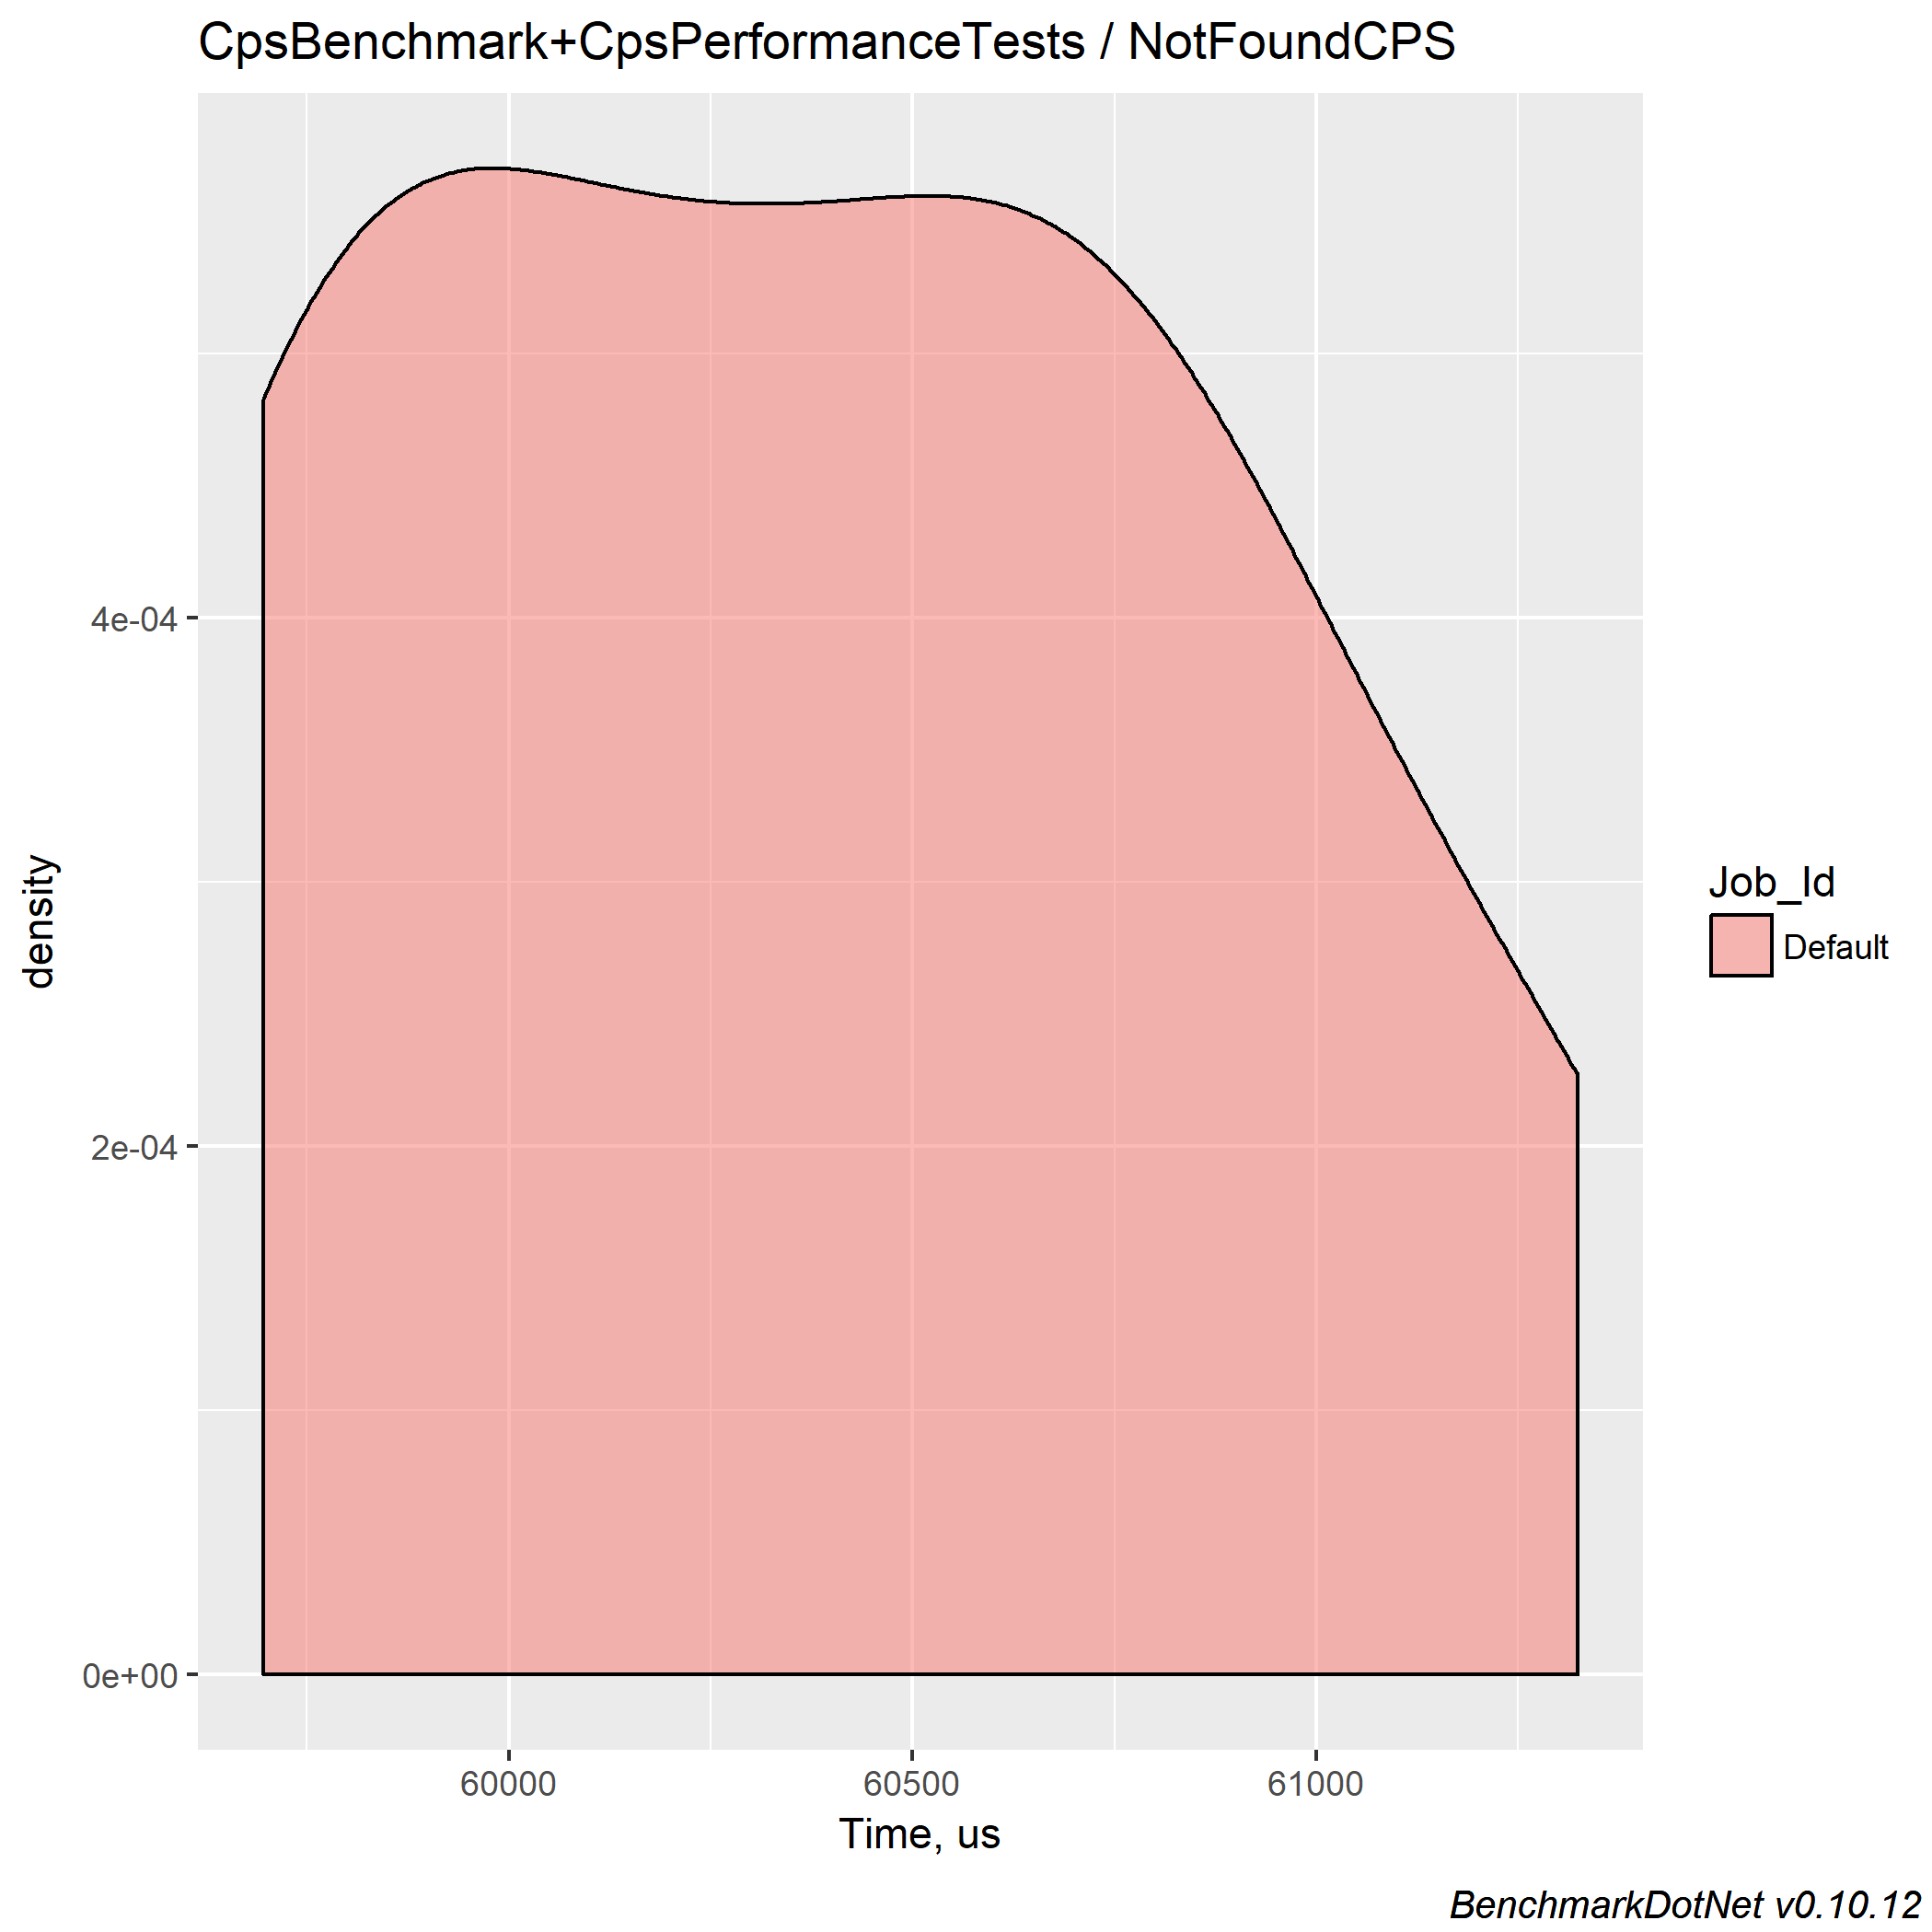 CpsBenchmark+CpsPerformanceTests / NotFoundCPS
density
4e-04
2e-04
0e+00
60000 60500 61000
Time, us
Job_Id
Default
BenchmarkDotNet v0.10.12